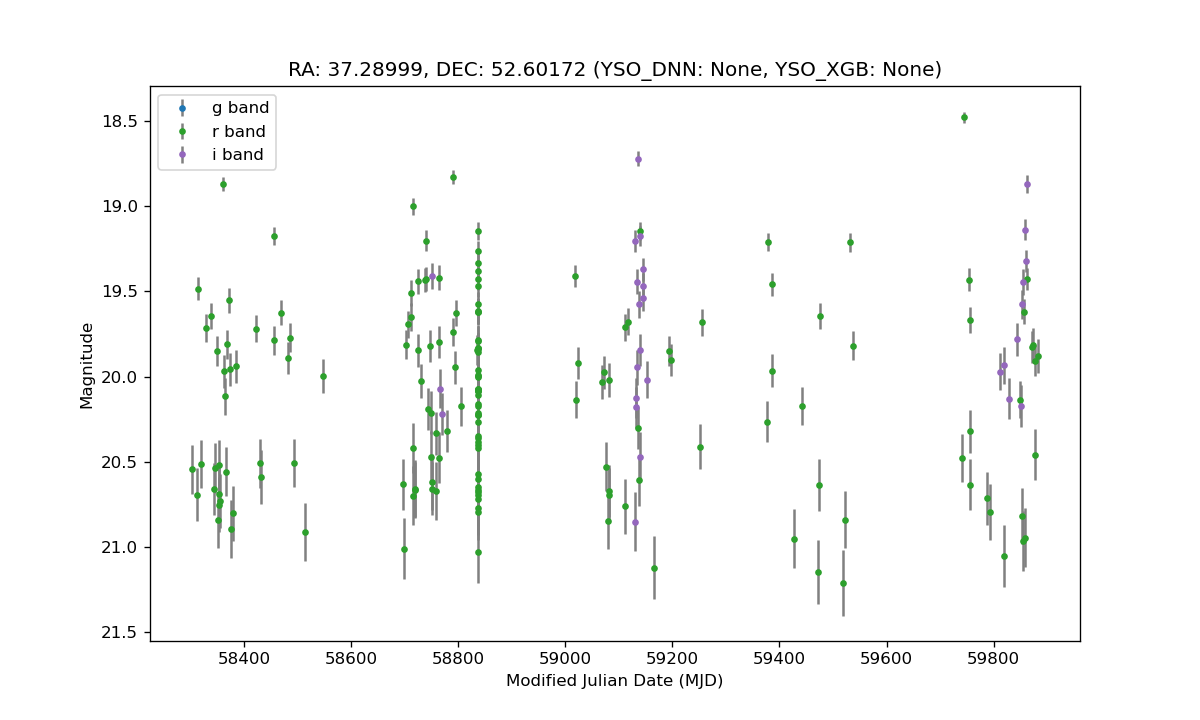 RA: 37.28999, DEC: 52.60172 (YSO_DNN: None, YSO_XGB: None)
g band
r band
i band
18.5
19.0
19.5
20.0
20.5
21.0
21.5
Magnitude
58400
58600
58800
59000
59200
59400
59600
59800
Modified Julian Date (MJD)